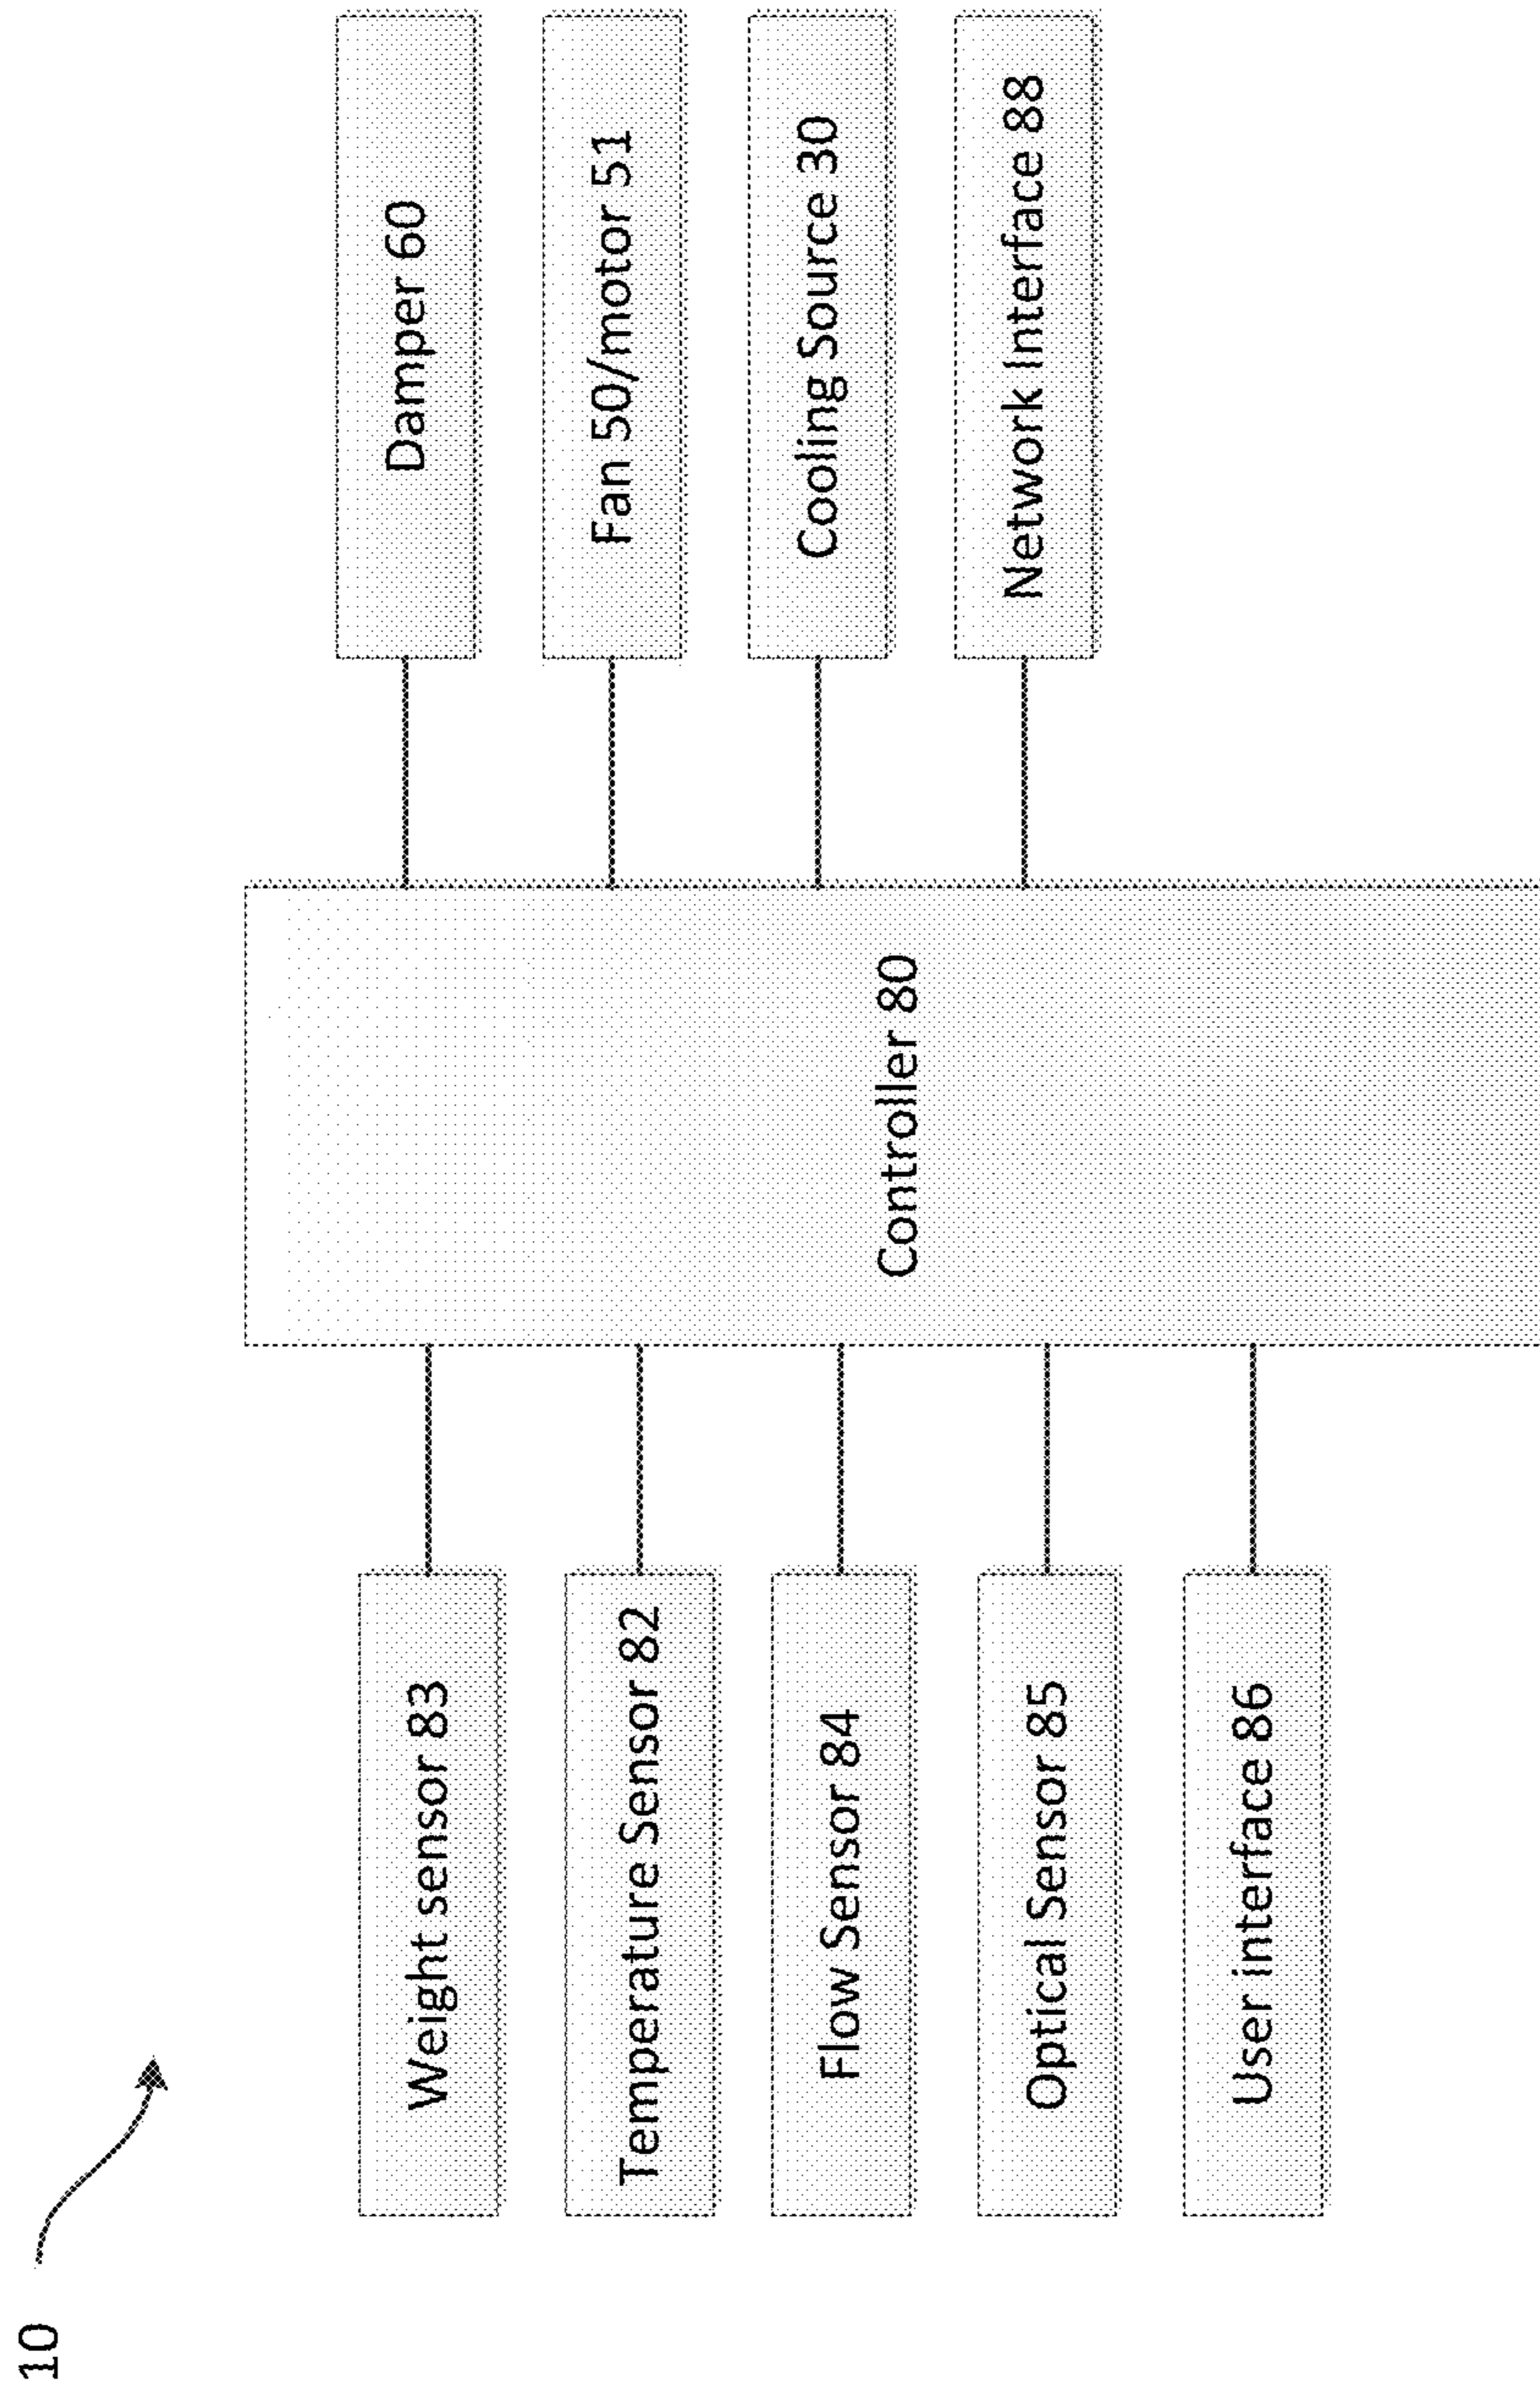 10
Weight sensor 83
Temperature Sensor 82
Flow Sensor 84
Optical Sensor 85
User interface 86
Controller 80
Damper 60
Fan 50/motor 51
Cooling Source 30
Network Interface 88